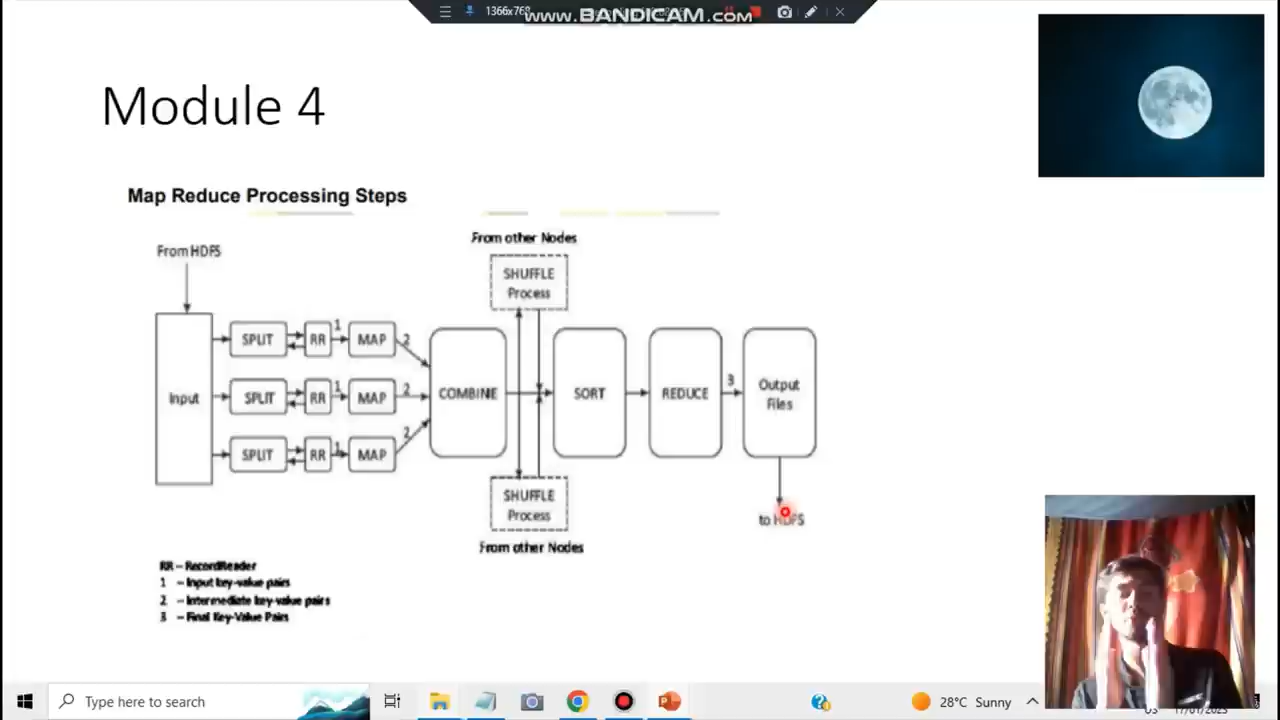 1366x768
www.BANDICAM.com
Module 4
Map Reduce Processing Steps
From HDFS
From other Nodes
SHUFFLE
Process
SPLIT RR 1 MAP 2
Input SPLIT RR 1 MAP 2 COMBINE SORT REDUCE 3 Output
Files
SPLIT RR 1 MAP 2
SHUFFLE
Process
From other Nodes
to HDFS
RR – RecordReader
1 – Input key-value pairs
2 – Intermediate key-value pairs
3 – Final Key-Value Pairs
Type here to search
28°C Sunny
17/01/2023